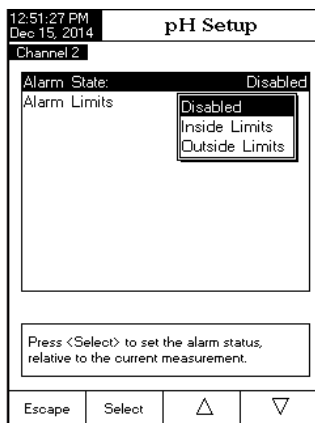 12:51:27 PM
Dec 15, 2014
pH Setup
Channel 2
Alarm State: Disabled
Alarm Limits
Disabled
Inside Limits
Outside Limits
Press <Select> to set the alarm status,
relative to the current measurement.
Escape Select △ ▽